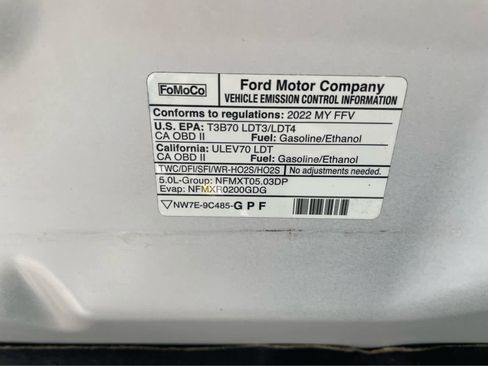 FoMoCo
Ford Motor Company
VEHICLE EMISSION CONTROL INFORMATION
Conforms to regulations: 2022 MY FFV
U.S. EPA: T3B70 LDT3/LDT4
CA OBD II Fuel: Gasoline/Ethanol
California: ULEV70 LDT
CA OBD II Fuel: Gasoline/Ethanol
TWC/DFI/SFI/WR-HO2S/HO2S No adjustments needed.
5.0L-Group: NFMXT05.03DP
Evap: NFMXR0200GDG
NW7E-9C485-GPF